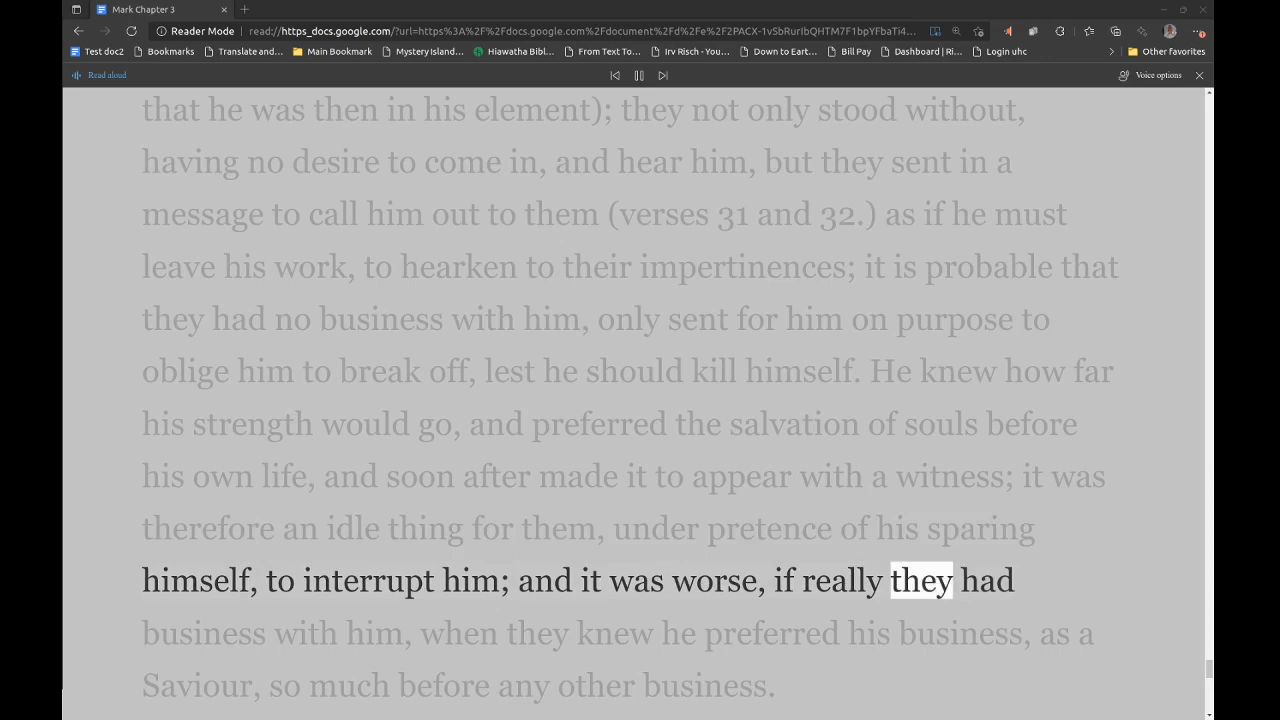 Mark Chapter 3
Reader Mode
read://https_docs.google.com/?url=https%3A%2F%2Fdocs.google.com%2Fdocument%2Fd%2Fe%2F2PACX-1vSbRurIbQHTM7F1bpYFbaTi4...
Test doc2
Bookmarks
Translate and...
Main Bookmark
Mystery Island...
Hiawatha Bibl...
From Text To...
Irv Risch - You...
Down to Eart...
Bill Pay
Dashboard | Ri...
Login uhc
Other favorites
Read aloud
Voice options
that he was then in his element); they not only stood without,
having no desire to come in, and hear him, but they sent in a
message to call him out to them (verses 31 and 32.) as if he must
leave his work, to hearken to their impertinences; it is probable that
they had no business with him, only sent for him on purpose to
oblige him to break off, lest he should kill himself. He knew how far
his strength would go, and preferred the salvation of souls before
his own life, and soon after made it to appear with a witness; it was
therefore an idle thing for them, under pretence of his sparing
himself, to interrupt him; and it was worse, if really they had
business with him, when they knew he preferred his business, as a
Saviour, so much before any other business.